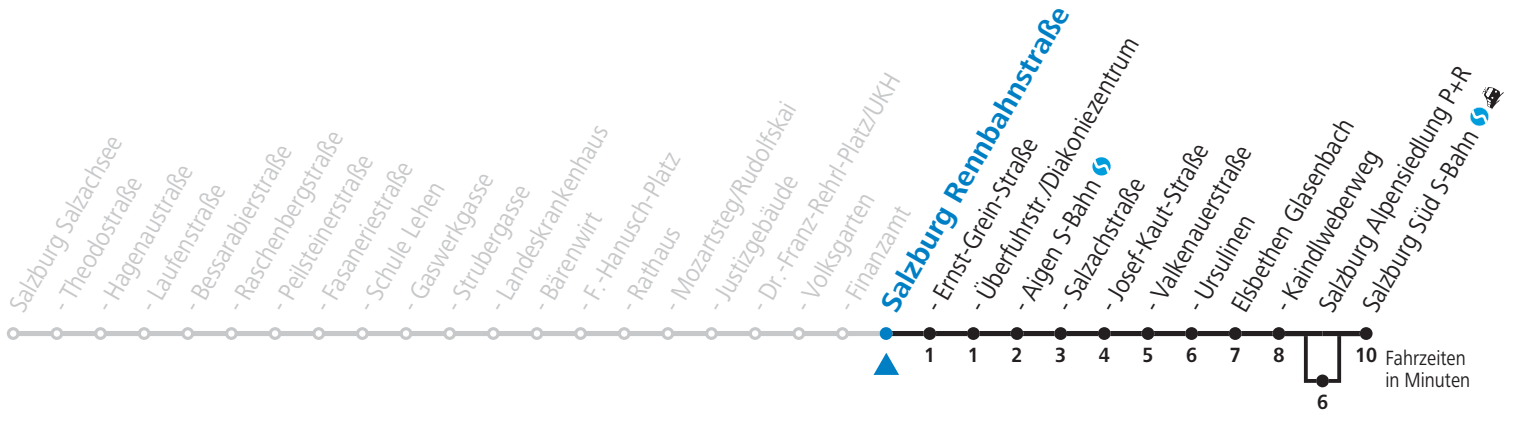 Salzburg Salzachsee
- Theodostraße
- Hagenaustraße
- Laufenstraße
- Bessarabierstraße
- Raschenbergstraße
- Peilsteinerstraße
- Fasaneriestraße
- Schule Lehen
- Gaswerkgasse
- Strubergasse
- Landeskrankenhaus
- Bärenwirt
- F.-Hanusch-Platz
- Rathaus
- Mozartsteg/Rudolfskai
- Justizgebäude
- Dr.-Franz-Rehrl-Platz/UKH
- Volksgarten
- Finanzamt
Salzburg Rennbahnstraße
- Ernst-Grein-Straße
- Überfuhrstr./Diakoniezentrum
- Aigen S-Bahn
- Salzachstraße
- Josef-Kaut-Straße
- Valkenauerstraße
- Ursulinen
Elsbethen Glasenbach
- Kaindlweberweg
Salzburg Alpensiedlung P+R
Salzburg Süd S-Bahn
1 1 2 3 4 5 6 7 8 10
Fahrzeiten
in Minuten
6